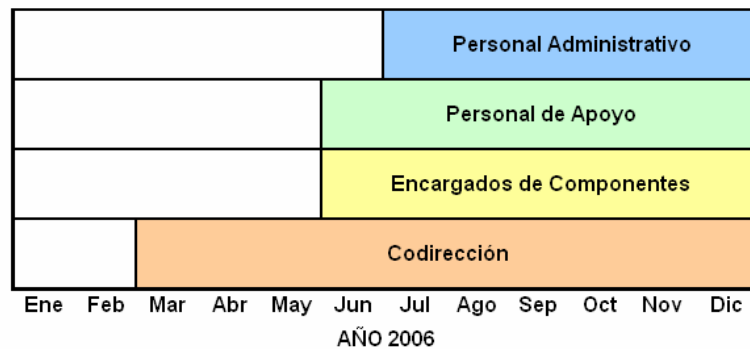 Personal Administrativo
Personal de Apoyo
Encargados de Componentes
Codirección
Ene Feb Mar Abr May Jun Jul Ago Sep Oct Nov Dic
AÑO 2006